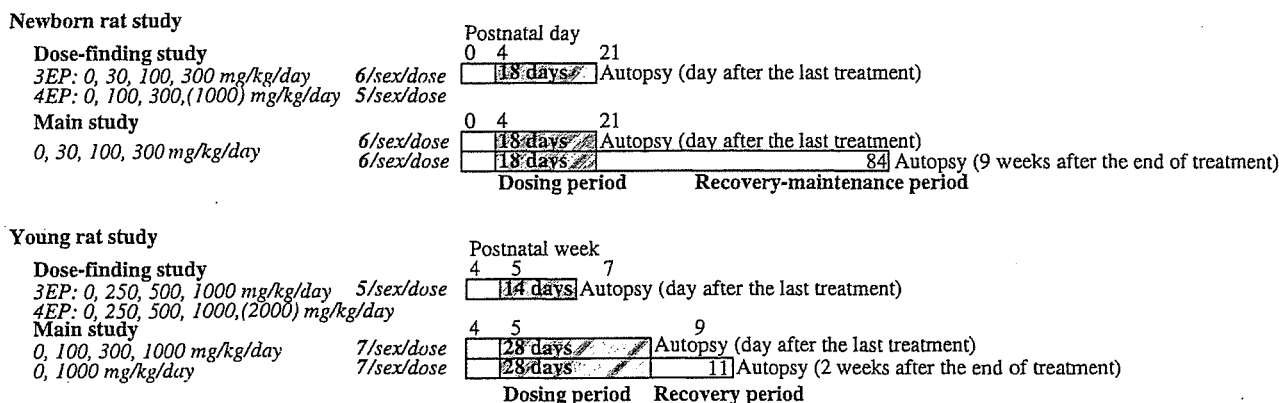 Newborn rat study
Postnatal day
Dose-finding study
0 4 21
3EP: 0, 30, 100, 300 mg/kg/day 6/sex/dose 18 days Autopsy (day after the last treatment)
4EP: 0, 100, 300,(1000) mg/kg/day 5/sex/dose
Main study
0 4 21
6/sex/dose 18 days Autopsy (day after the last treatment)
0, 30, 100, 300 mg/kg/day
6/sex/dose 18 days 84 Autopsy (9 weeks after the end of treatment)
Dosing period Recovery-maintenance period
Young rat study
Postnatal week
Dose-finding study
4 5 7
3EP: 0, 250, 500, 1000 mg/kg/day 5/sex/dose 14 days Autopsy (day after the last treatment)
4EP: 0, 250, 500, 1000,(2000) mg/kg/day
Main study
4 5 9
0, 100, 300, 1000 mg/kg/day 7/sex/dose 28 days Autopsy (day after the last treatment)
0, 1000 mg/kg/day 7/sex/dose 28 days 11 Autopsy (2 weeks after the end of treatment)
Dosing period Recovery period